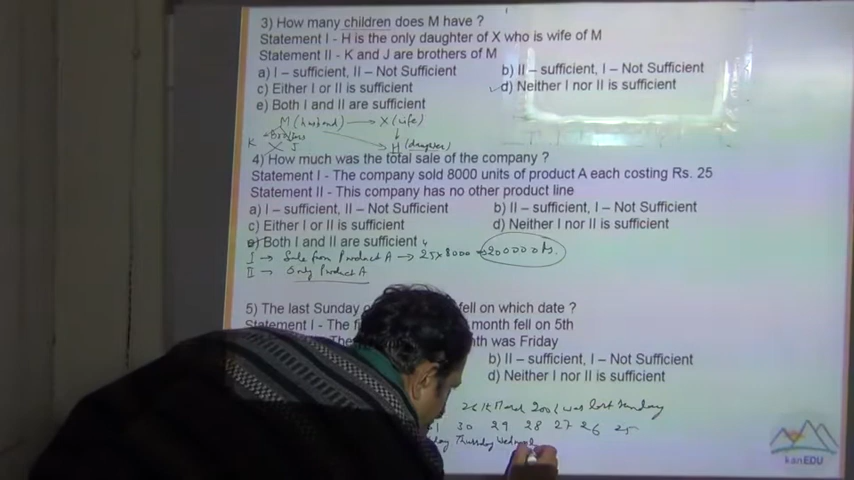 3) How many children does M have ?
Statement I - H is the only daughter of X who is wife of M
Statement II - K and J are brothers of M
a) I – sufficient, II – Not Sufficient b) II – sufficient, I – Not Sufficient
c) Either I or II is sufficient d) Neither I nor II is sufficient
e) Both I and II are sufficient
M (husband) → X (wife)
K J H (daughter)
4) How much was the total sale of the company ?
Statement I - The company sold 8000 units of product A each costing Rs. 25
Statement II - This company has no other product line
a) I – sufficient, II – Not Sufficient b) II – sufficient, I – Not Sufficient
c) Either I or II is sufficient d) Neither I nor II is sufficient
e) Both I and II are sufficient
I → Sale from Product A → 25 x 8000 → 200000 Rs.
II → Only Product A
5) The last Sunday fell on which date ?
Statement I - The month fell on 5th
was Friday
b) II – sufficient, I – Not Sufficient
d) Neither I nor II is sufficient
26th March 2006 was last Sunday
30 29 28 27 26 25
Thursday
kanEDU